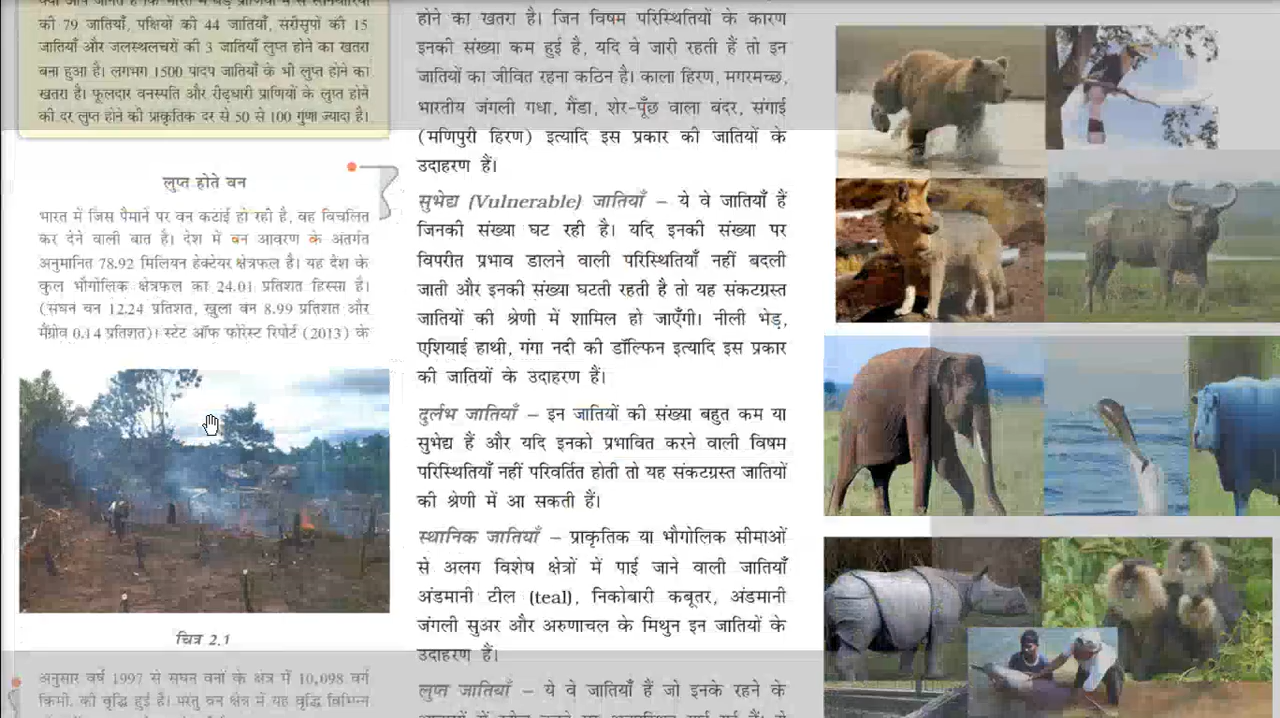 की 79 जातियाँ, पक्षियों की 44 जातियाँ, सरीसृपों की 15
जातियाँ और जलस्थलचरों की 3 जातियाँ लुप्त होने का खतरा
बना हुआ है। लगभग 1500 पादप जातियों के भी लुप्त होने का
खतरा है। फूलदार वनस्पति और रीढ़धारी प्राणियों के लुप्त होने
की दर लुप्त होने की प्राकृतिक दर से 50 से 100 गुणा ज्यादा है।
लुप्त होते वन
भारत में जिस पैमाने पर वन कटाई हो रही है, वह विचलित
कर देने वाली बात है। देश में वन आवरण के अंतर्गत
अनुमानित 78.92 मिलियन हेक्टेयर क्षेत्रफल है। यह देश के
कुल भौगोलिक क्षेत्रफल का 24.01 प्रतिशत हिस्सा है।
(सघन वन 12.24 प्रतिशत, खुला वन 8.99 प्रतिशत और
मैंग्रोव 0.14 प्रतिशत)। स्टेट ऑफ फोरेस्ट रिपोर्ट (2013) के
चित्र 2.1
अनुसार वर्ष 1997 से सघन वनों के क्षेत्र में 10,098 वर्ग
किमी. की वृद्धि हुई है। परंतु वन क्षेत्र में यह वृद्धि विभिन्न
होने का खतरा है। जिन विषम परिस्थितियों के कारण
इनकी संख्या कम हुई है, यदि वे जारी रहती हैं तो इन
जातियों का जीवित रहना कठिन है। काला हिरण, मगरमच्छ,
भारतीय जंगली गधा, गैंडा, शेर-पूँछ वाला बंदर, संगाई
(मणिपुरी हिरण) इत्यादि इस प्रकार की जातियों के
उदाहरण हैं।
सुभेद्य (Vulnerable) जातियाँ – ये वे जातियाँ हैं
जिनकी संख्या घट रही है। यदि इनकी संख्या पर
विपरीत प्रभाव डालने वाली परिस्थितियाँ नहीं बदली
जाती और इनकी संख्या घटती रहती है तो यह संकटग्रस्त
जातियों की श्रेणी में शामिल हो जाएँगी। नीली भेड़,
एशियाई हाथी, गंगा नदी की डॉल्फिन इत्यादि इस प्रकार
की जातियों के उदाहरण हैं।
दुर्लभ जातियाँ – इन जातियों की संख्या बहुत कम या
सुभेद्य हैं और यदि इनको प्रभावित करने वाली विषम
परिस्थितियाँ नहीं परिवर्तित होती तो यह संकटग्रस्त जातियों
की श्रेणी में आ सकती हैं।
स्थानिक जातियाँ – प्राकृतिक या भौगोलिक सीमाओं
से अलग विशेष क्षेत्रों में पाई जाने वाली जातियाँ
अंडमानी टील (teal), निकोबारी कबूतर, अंडमानी
जंगली सुअर और अरुणाचल के मिथुन इन जातियों के
उदाहरण हैं।
लुप्त जातियाँ – ये वे जातियाँ हैं जो इनके रहने के